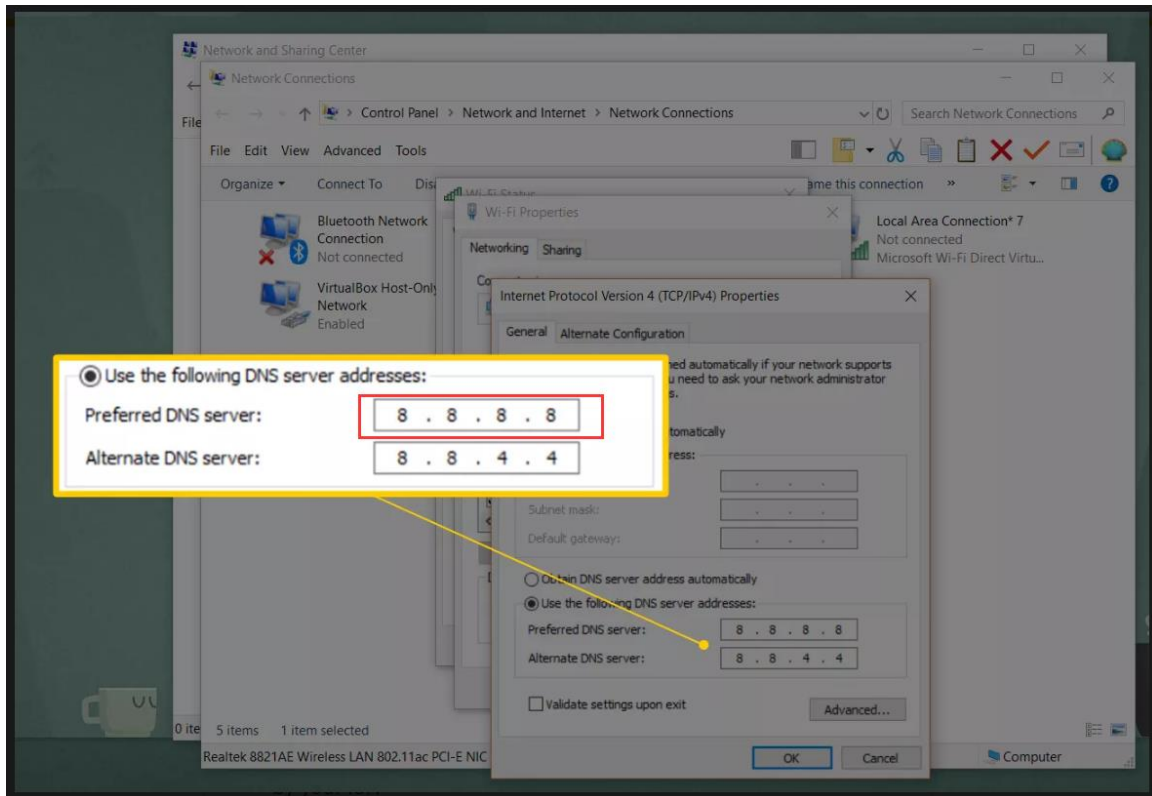 Network and Sharing Center
Network Connections
Control Panel > Network and Internet > Network Connections
Search Network Connections
File
File Edit View Advanced Tools
Organize Connect To
ame this connection »
Wi-Fi Status
Wi-Fi Properties
Bluetooth Network
Connection
Not connected
Local Area Connection* 7
Not connected
Microsoft Wi-Fi Direct Virtu...
Networking Sharing
VirtualBox Host-Only
Network
Enabled
Internet Protocol Version 4 (TCP/IPv4) Properties
General Alternate Configuration
ned automatically if your network supports
u need to ask your network administrator
s.
Use the following DNS server addresses:
Preferred DNS server: 8 . 8 . 8 . 8
Alternate DNS server: 8 . 8 . 4 . 4
tomatically
ress:
Subnet mask:
Default gateway:
Obtain DNS server address automatically
Use the following DNS server addresses:
Preferred DNS server: 8 . 8 . 8 . 8
Alternate DNS server: 8 . 8 . 4 . 4
Validate settings upon exit
Advanced...
OK Cancel
0 ite
5 items 1 item selected
Realtek 8821AE Wireless LAN 802.11ac PCI-E NIC
Computer